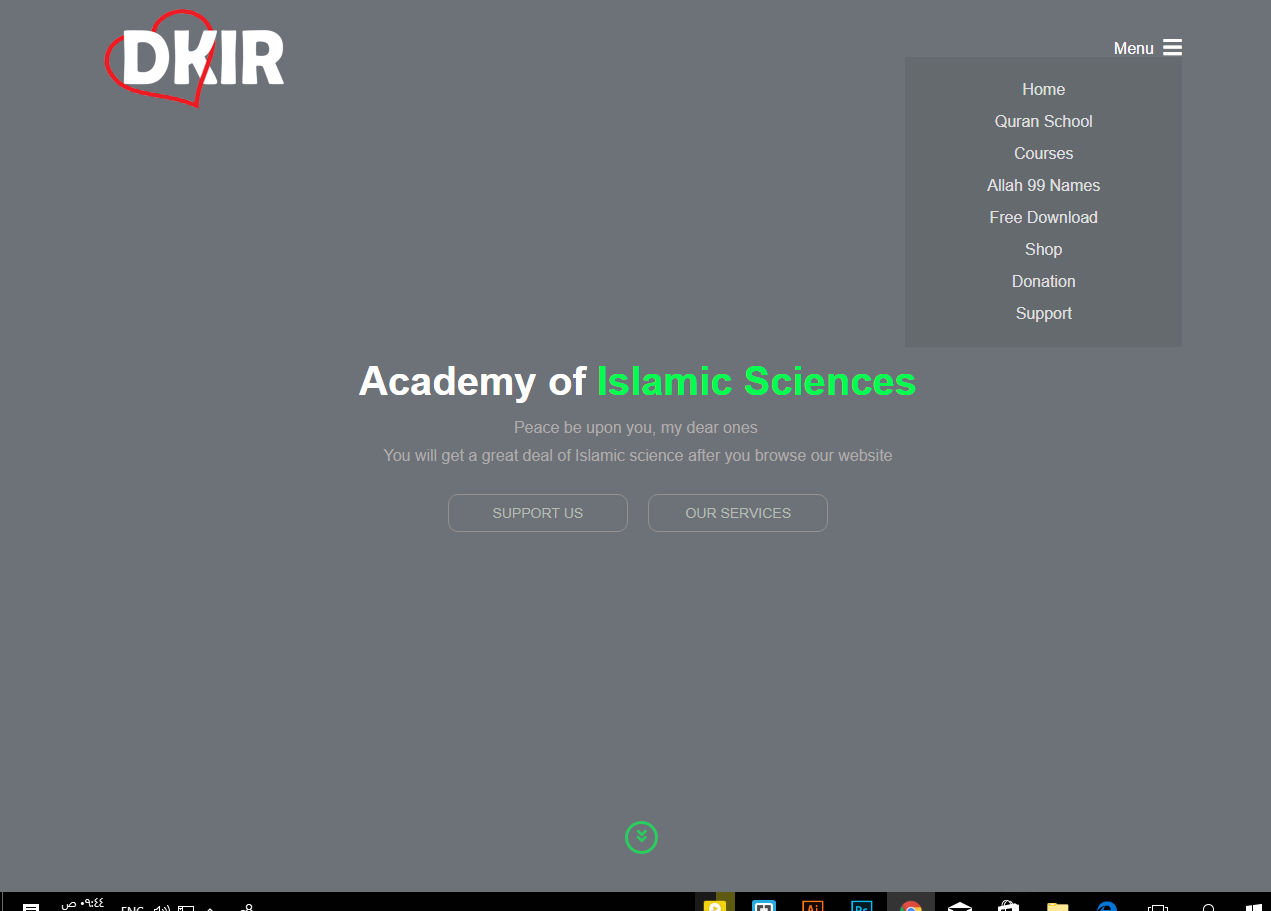 DKIR
Menu
Home
Quran School
Courses
Allah 99 Names
Free Download
Shop
Donation
Support
Academy of Islamic Sciences
Peace be upon you, my dear ones
You will get a great deal of Islamic science after you browse our website
SUPPORT US
OUR SERVICES
٠٩:٤٤ ص
ENG
Ai
Ps